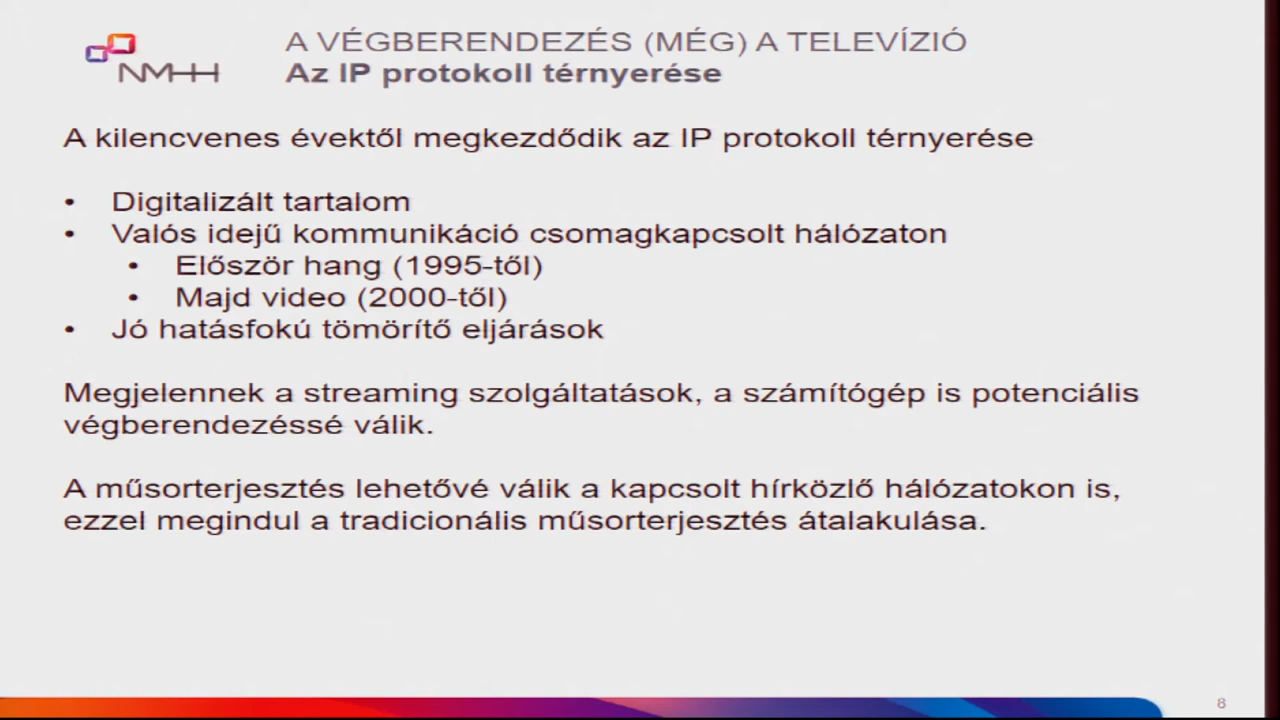 NMHH
A VÉGBERENDEZÉS (MÉG) A TELEVÍZIÓ
Az IP protokoll térnyerése
A kilencvenes évektől megkezdődik az IP protokoll térnyerése
• Digitalizált tartalom
• Valós idejű kommunikáció csomagkapcsolt hálózaton
• Először hang (1995-től)
• Majd video (2000-től)
• Jó hatásfokú tömörítő eljárások
Megjelennek a streaming szolgáltatások, a számítógép is potenciális
végberendezéssé válik.
A műsorterjesztés lehetővé válik a kapcsolt hírközlő hálózatokon is,
ezzel megindul a tradicionális műsorterjesztés átalakulása.
8